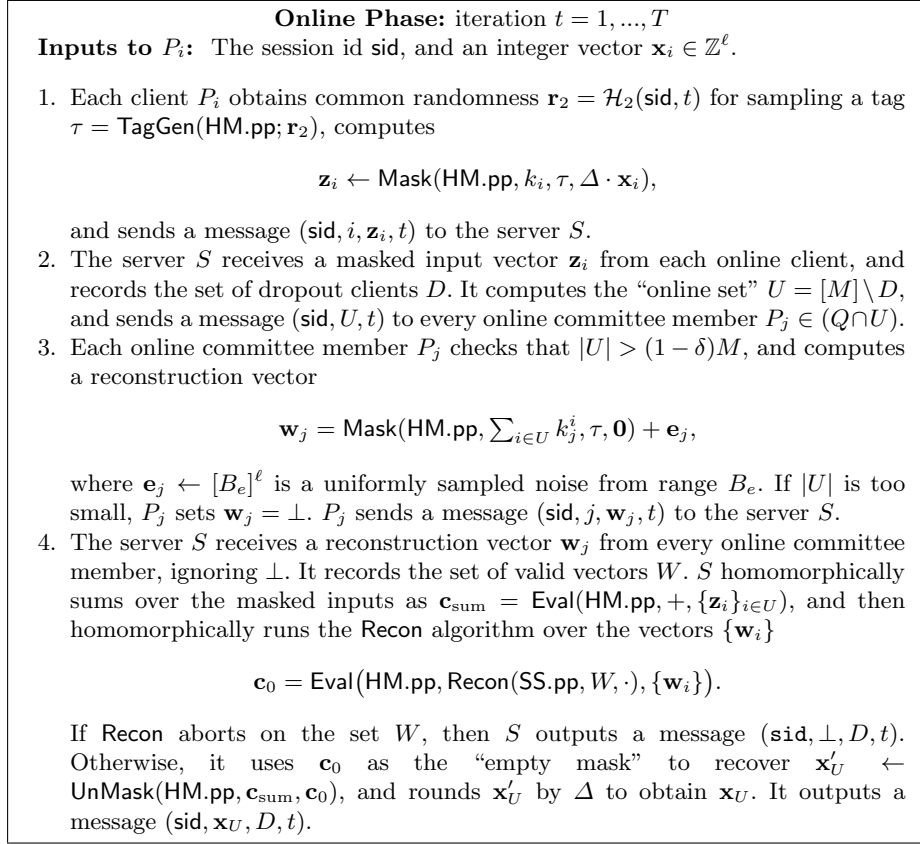 Online Phase: iteration t = 1, ..., T
Inputs to P_i: The session id sid, and an integer vector x_i ∈ ℤ^ℓ.
1. Each client P_i obtains common randomness r_2 = H_2(sid, t) for sampling a tag
τ = TagGen(HM.pp; r_2), computes
z_i ← Mask(HM.pp, k_i, τ, Δ · x_i),
and sends a message (sid, i, z_i, t) to the server S.
2. The server S receives a masked input vector z_i from each online client, and
records the set of dropout clients D. It computes the “online set” U = [M] \ D,
and sends a message (sid, U, t) to every online committee member P_j ∈ (Q∩U).
3. Each online committee member P_j checks that |U| > (1 − δ)M, and computes
a reconstruction vector
w_j = Mask(HM.pp, ∑_{i∈U} k_j^i, τ, 0) + e_j,
where e_j ← [B_e]^ℓ is a uniformly sampled noise from range B_e. If |U| is too
small, P_j sets w_j = ⊥. P_j sends a message (sid, j, w_j, t) to the server S.
4. The server S receives a reconstruction vector w_j from every online committee
member, ignoring ⊥. It records the set of valid vectors W. S homomorphically
sums over the masked inputs as c_sum = Eval(HM.pp, +, {z_i}_{i∈U}), and then
homomorphically runs the Recon algorithm over the vectors {w_i}
c_0 = Eval(HM.pp, Recon(SS.pp, W, ·), {w_i}).
If Recon aborts on the set W, then S outputs a message (sid, ⊥, D, t).
Otherwise, it uses c_0 as the “empty mask” to recover x′_U ←
UnMask(HM.pp, c_sum, c_0), and rounds x′_U by Δ to obtain x_U. It outputs a
message (sid, x_U, D, t).